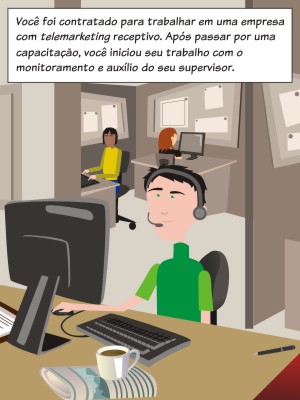 Você foi contratado para trabalhar em uma empresa
com telemarketing receptivo. Após passar por uma
capacitação, você iniciou seu trabalho com o
monitoramento e auxílio do seu supervisor.